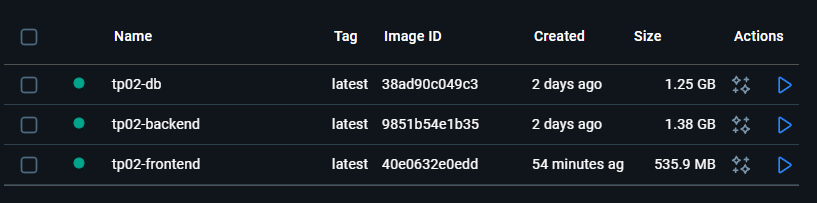 Name Tag Image ID Created Size Actions
tp02-db latest 38ad90c049c3 2 days ago 1.25 GB
tp02-backend latest 9851b54e1b35 2 days ago 1.38 GB
tp02-frontend latest 40e0632e0edd 54 minutes ag 535.9 MB